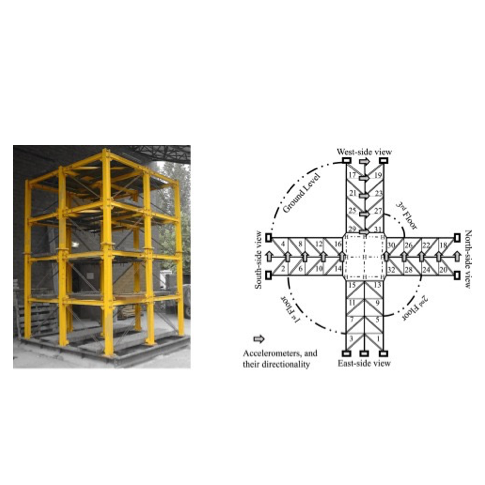 West-side view
17 19
21 23
25 27
29 31
Ground Level
3rd Floor
South-side view
4 8 12 16
30 26 22 18
2 6 10 14
32 28 24 20
North-side view
1st Floor
2nd Floor
15 13
11 9
7 5
3 1
Accelerometers, and
their directionality
East-side view